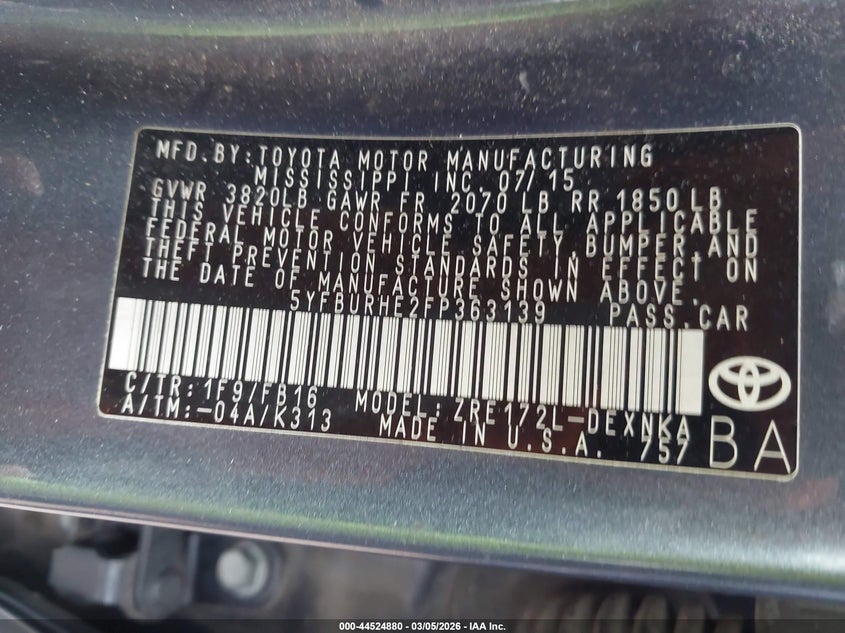 MFD.BY:TOYOTA MOTOR MANUFACTURING
MISSISSIPPI INC. 07/15
GVWR 3820LB GAWR FR 2070 LB RR 1850LB
THIS VEHICLE CONFORMS TO ALL APPLICABLE
FEDERAL MOTOR VEHICLE SAFETY,BUMPER,AND
THEFT PREVENTION STANDARDS IN EFFECT ON
THE DATE OF MANUFACTURE SHOWN ABOVE.
5YFBURHE2FP363139 PASS.CAR
C/TR:1F9/FB16 MODEL:ZRE172L-DEXNKA
A/TM:-04A/K313 MADE IN U.S.A. 757
BA
000-44524880 - 03/05/2026 - IAA Inc.